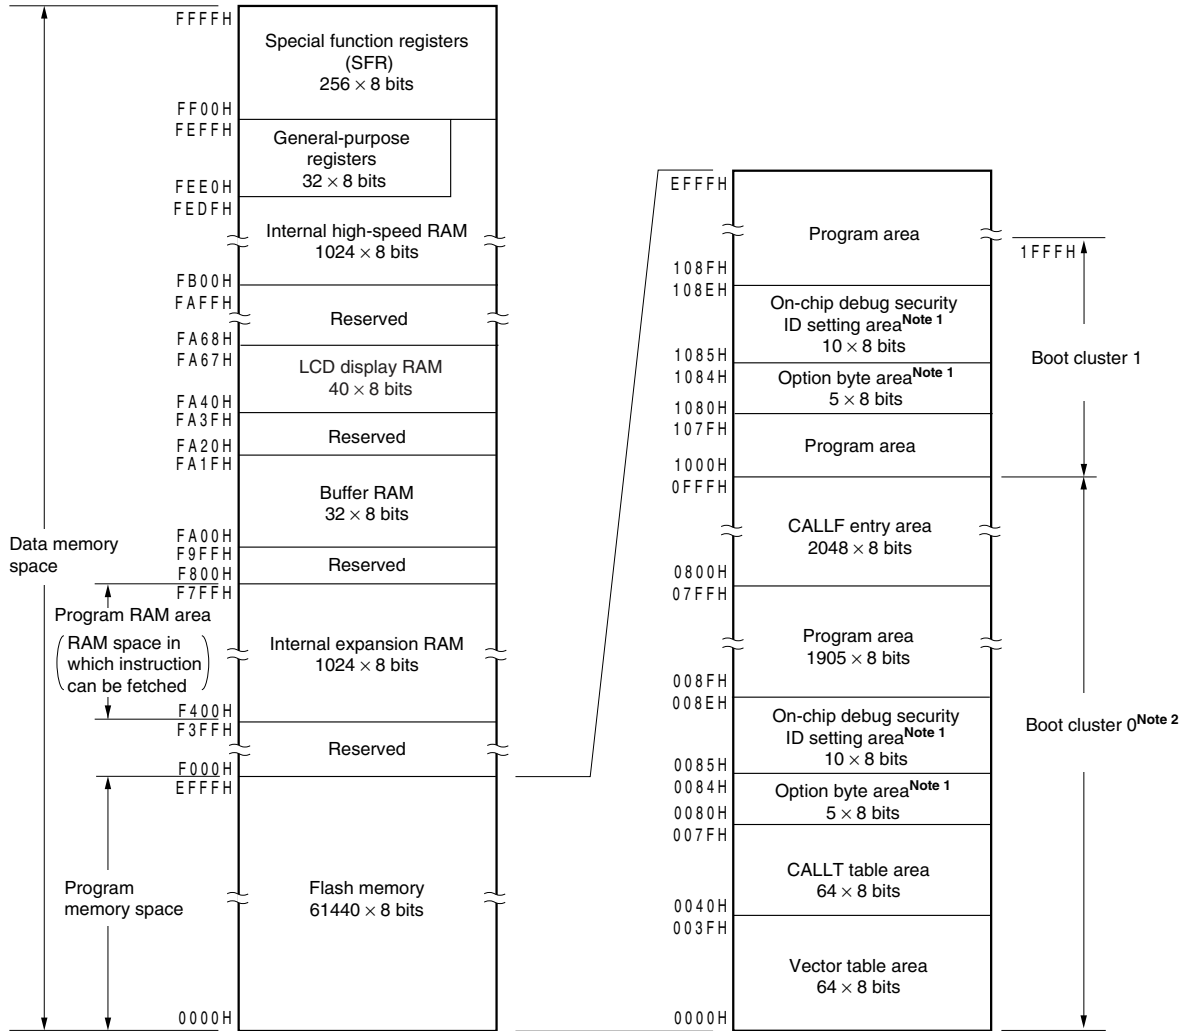 FFFFH
Special function registers
(SFR)
256 × 8 bits
FF00H
FEFFH
General-purpose
registers
32 × 8 bits
FEE0H
FEDFH
Internal high-speed RAM
1024 × 8 bits
FB00H
FAFFH
Reserved
FA68H
FA67H
LCD display RAM
40 × 8 bits
FA40H
FA3FH
Reserved
FA20H
FA1FH
Buffer RAM
32 × 8 bits
FA00H
F9FFH
Reserved
F800H
F7FFH
Internal expansion RAM
1024 × 8 bits
F400H
F3FFH
Reserved
F000H
EFFFH
Flash memory
61440 × 8 bits
0000H
Data memory
space
Program RAM area
(RAM space in
which instruction
can be fetched)
Program
memory space
EFFFH
Program area
1FFFH
108FH
108EH
On-chip debug security
ID setting area Note 1
10 × 8 bits
1085H
1084H
Option byte area Note 1
5 × 8 bits
1080H
107FH
Program area
1000H
0FFFH
CALLF entry area
2048 × 8 bits
0800H
07FFH
Program area
1905 × 8 bits
008FH
008EH
On-chip debug security
ID setting area Note 1
10 × 8 bits
0085H
0084H
Option byte area Note 1
5 × 8 bits
0080H
007FH
CALLT table area
64 × 8 bits
0040H
003FH
Vector table area
64 × 8 bits
0000H
Boot cluster 1
Boot cluster 0 Note 2